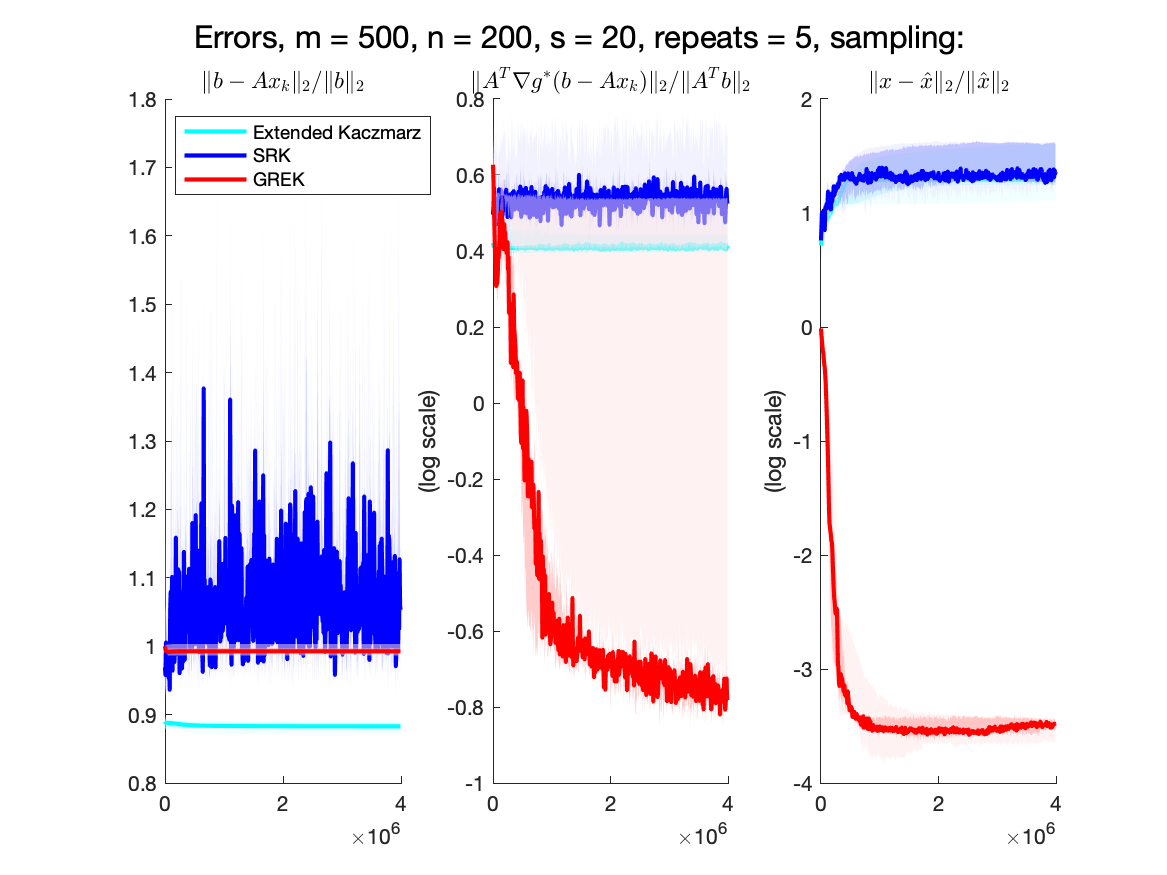 Errors, m = 500, n = 200, s = 20, repeats = 5, sampling:
‖b − Ax_k‖₂/‖b‖₂
‖A^T∇g*(b − Ax_k)‖₂/‖A^T b‖₂
‖x − x̂‖₂/‖x̂‖₂
Extended Kaczmarz
SRK
GREK
1.8
1.7
1.6
1.5
1.4
1.3
1.2
1.1
1
0.9
0.8
0 2 4
×10⁶
(log scale)
0.8
0.6
0.4
0.2
0
-0.2
-0.4
-0.6
-0.8
-1
0 2 4
×10⁶
(log scale)
2
1
0
-1
-2
-3
-4
0 2 4
×10⁶